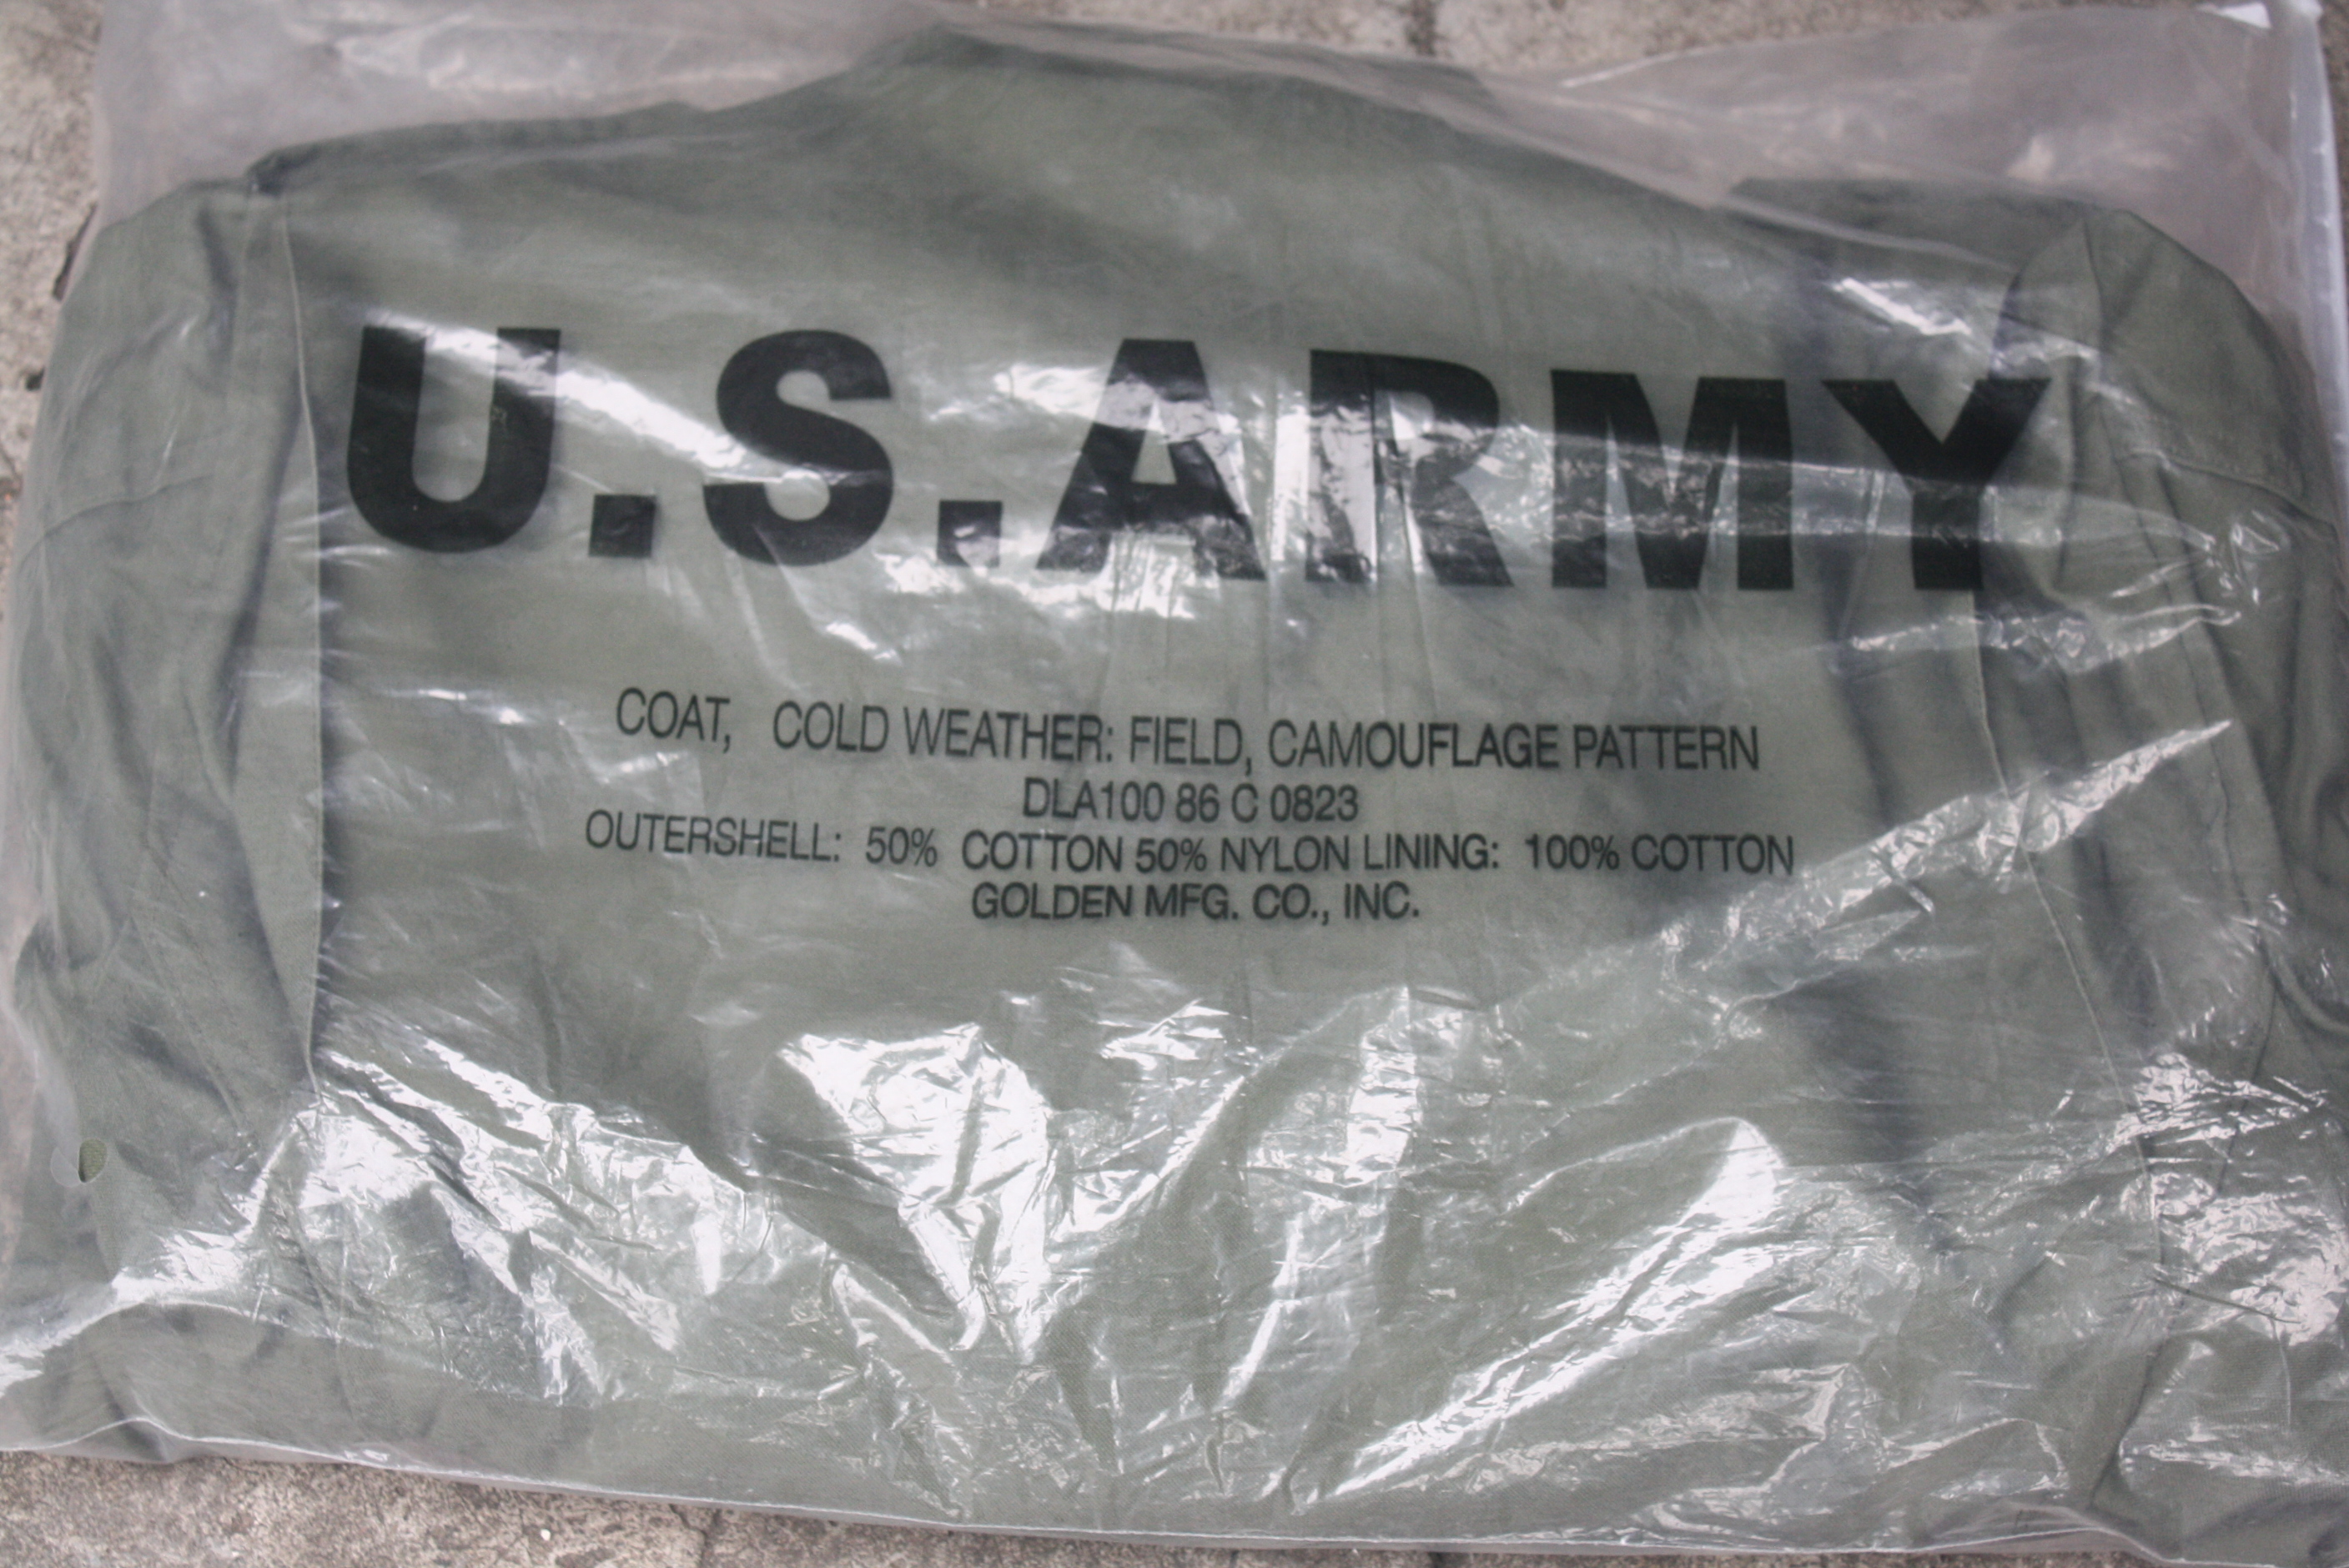 U.S.ARMY
COAT, COLD WEATHER: FIELD, CAMOUFLAGE PATTERN
DLA100 86 C 0823
OUTERSHELL: 50% COTTON 50% NYLON LINING: 100% COTTON
GOLDEN MFG. CO., INC.